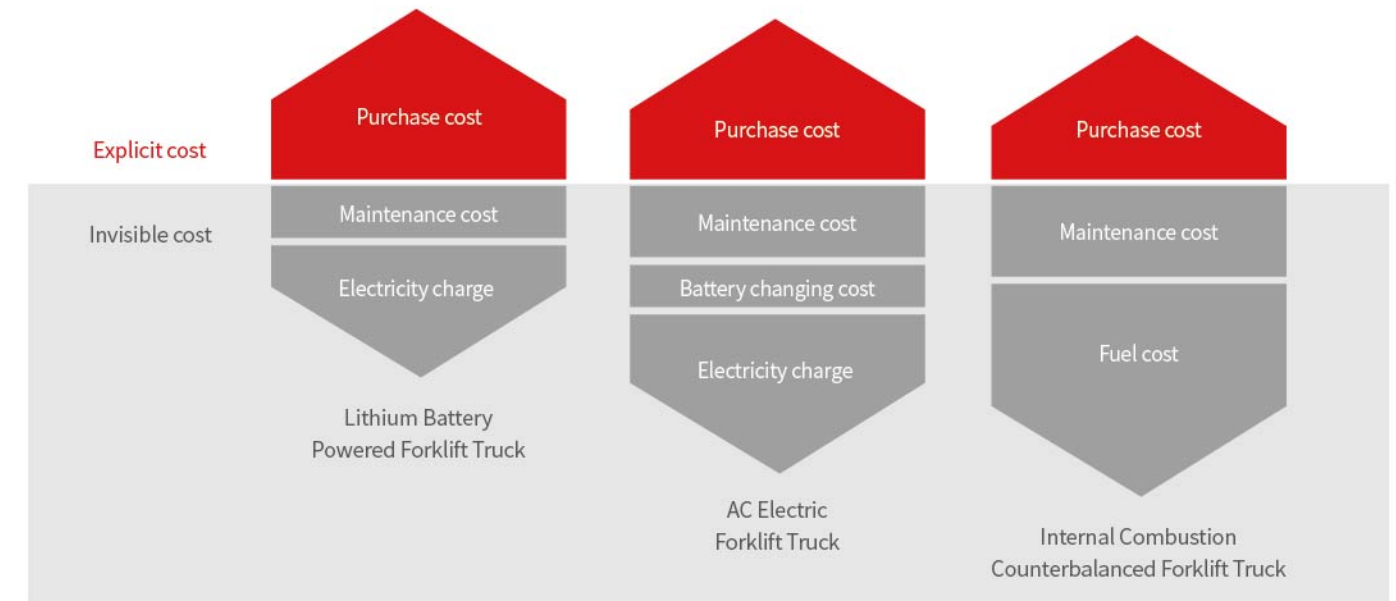 Purchase cost
Purchase cost
Purchase cost
Explicit cost
Invisible cost
Maintenance cost
Electricity charge
Lithium Battery
Powered Forklift Truck
Maintenance cost
Battery changing cost
Electricity charge
AC Electric
Forklift Truck
Maintenance cost
Fuel cost
Internal Combustion
Counterbalanced Forklift Truck